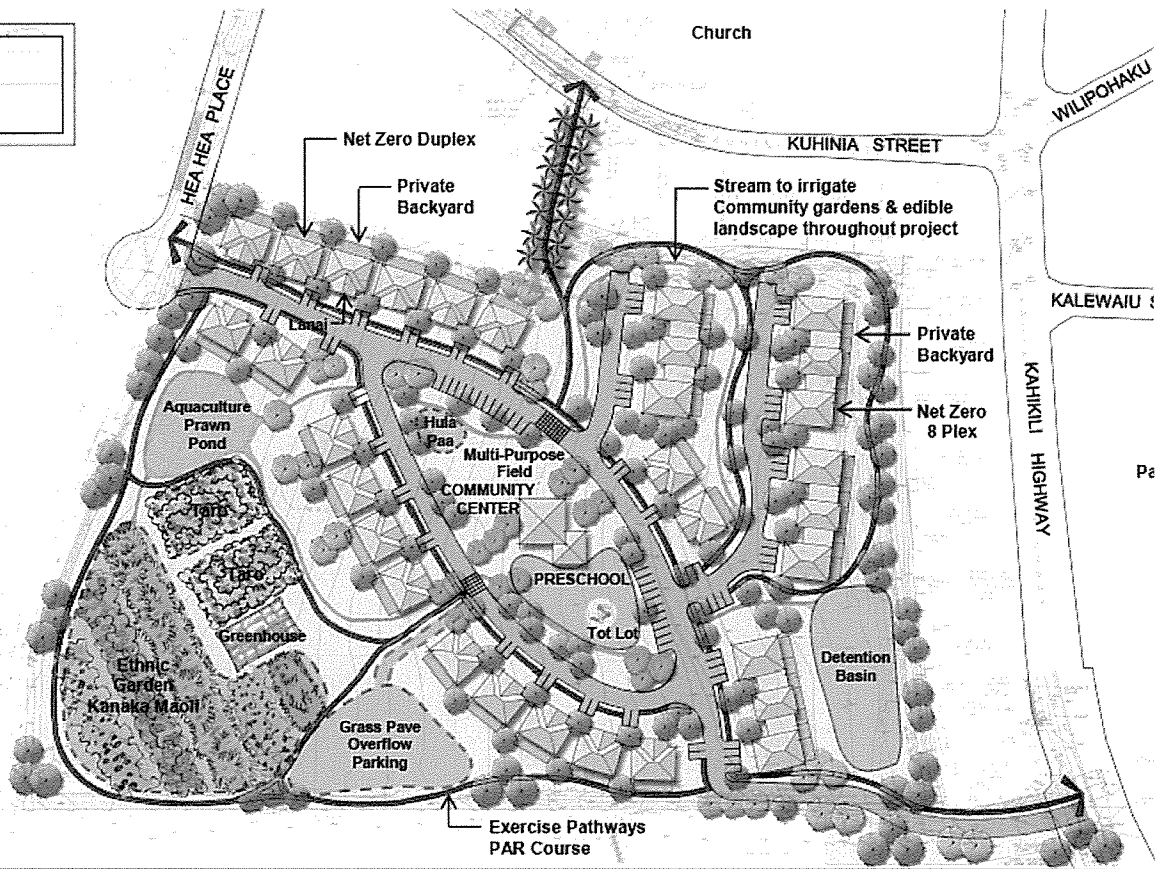 Church
HEA HEA PLACE
WILIPOHAKU
KUHINIA STREET
Net Zero Duplex
Private
Backyard
Stream to irrigate
Community gardens & edible
landscape throughout project
KALEWAIU S
Lanai
Private
Backyard
KAHIKILI HIGHWAY
Net Zero
8 Plex
Aquaculture
Prawn
Pond
Hula
Paa
Multi-Purpose
Field
COMMUNITY
CENTER
Pa
Taro
Taro
PRESCHOOL
Tot Lot
Greenhouse
Detention
Basin
Ethnic
Garden
Kanaka Maoli
Grass Pave
Overflow
Parking
Exercise Pathways
PAR Course